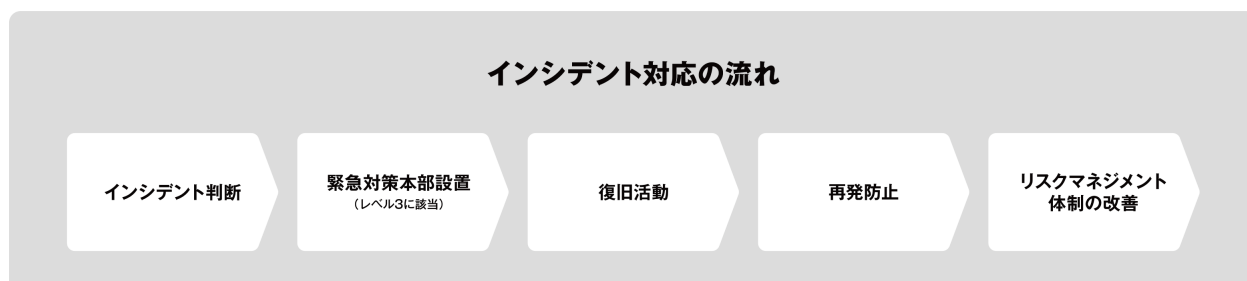 インシデント対応の流れ
インシデント判断
緊急対策本部設置
（レベル3に該当）
復旧活動
再発防止
リスクマネジメント
体制の改善